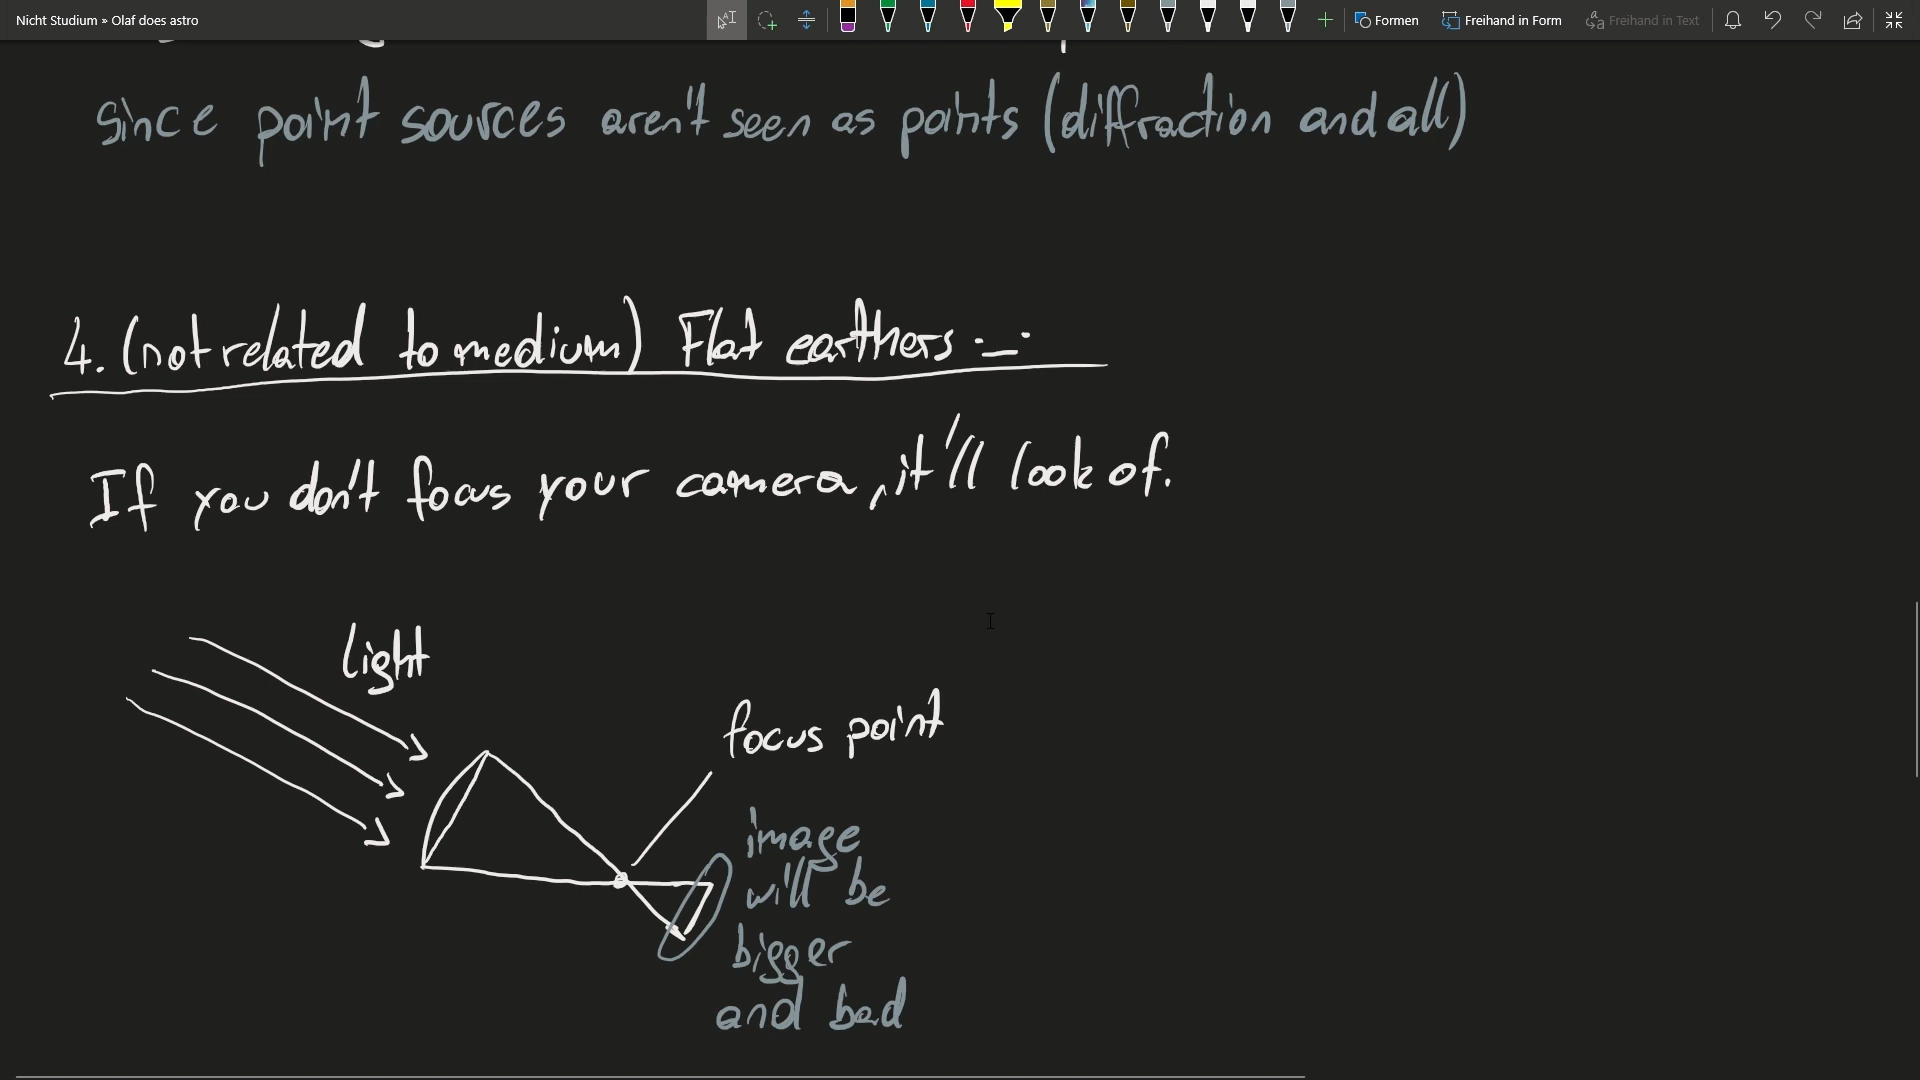 Nicht Studium » Olaf does astro
Formen
Freihand in Form
Freihand in Text
since point sources aren't seen as points (diffraction and all)
4. (not related to medium) Flat earthers ._.
If you don't focus your camera, it'll look of.
light
focus point
image
will be
bigger
and bad